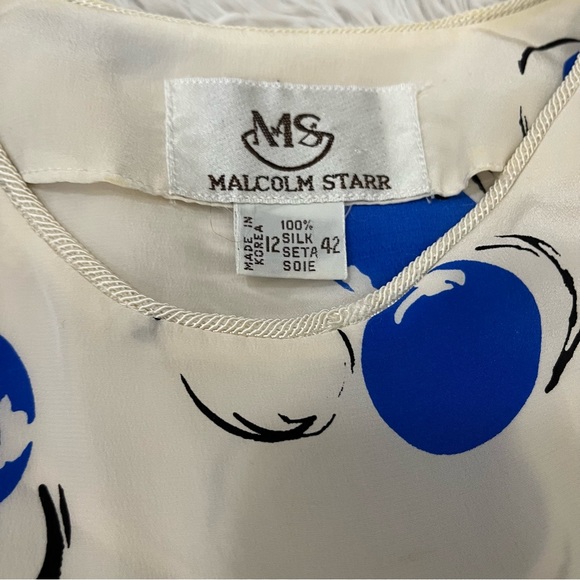 MS
MALCOLM STARR
MADE IN
KOREA
12
100%
SILK
SETA
SOIE
42